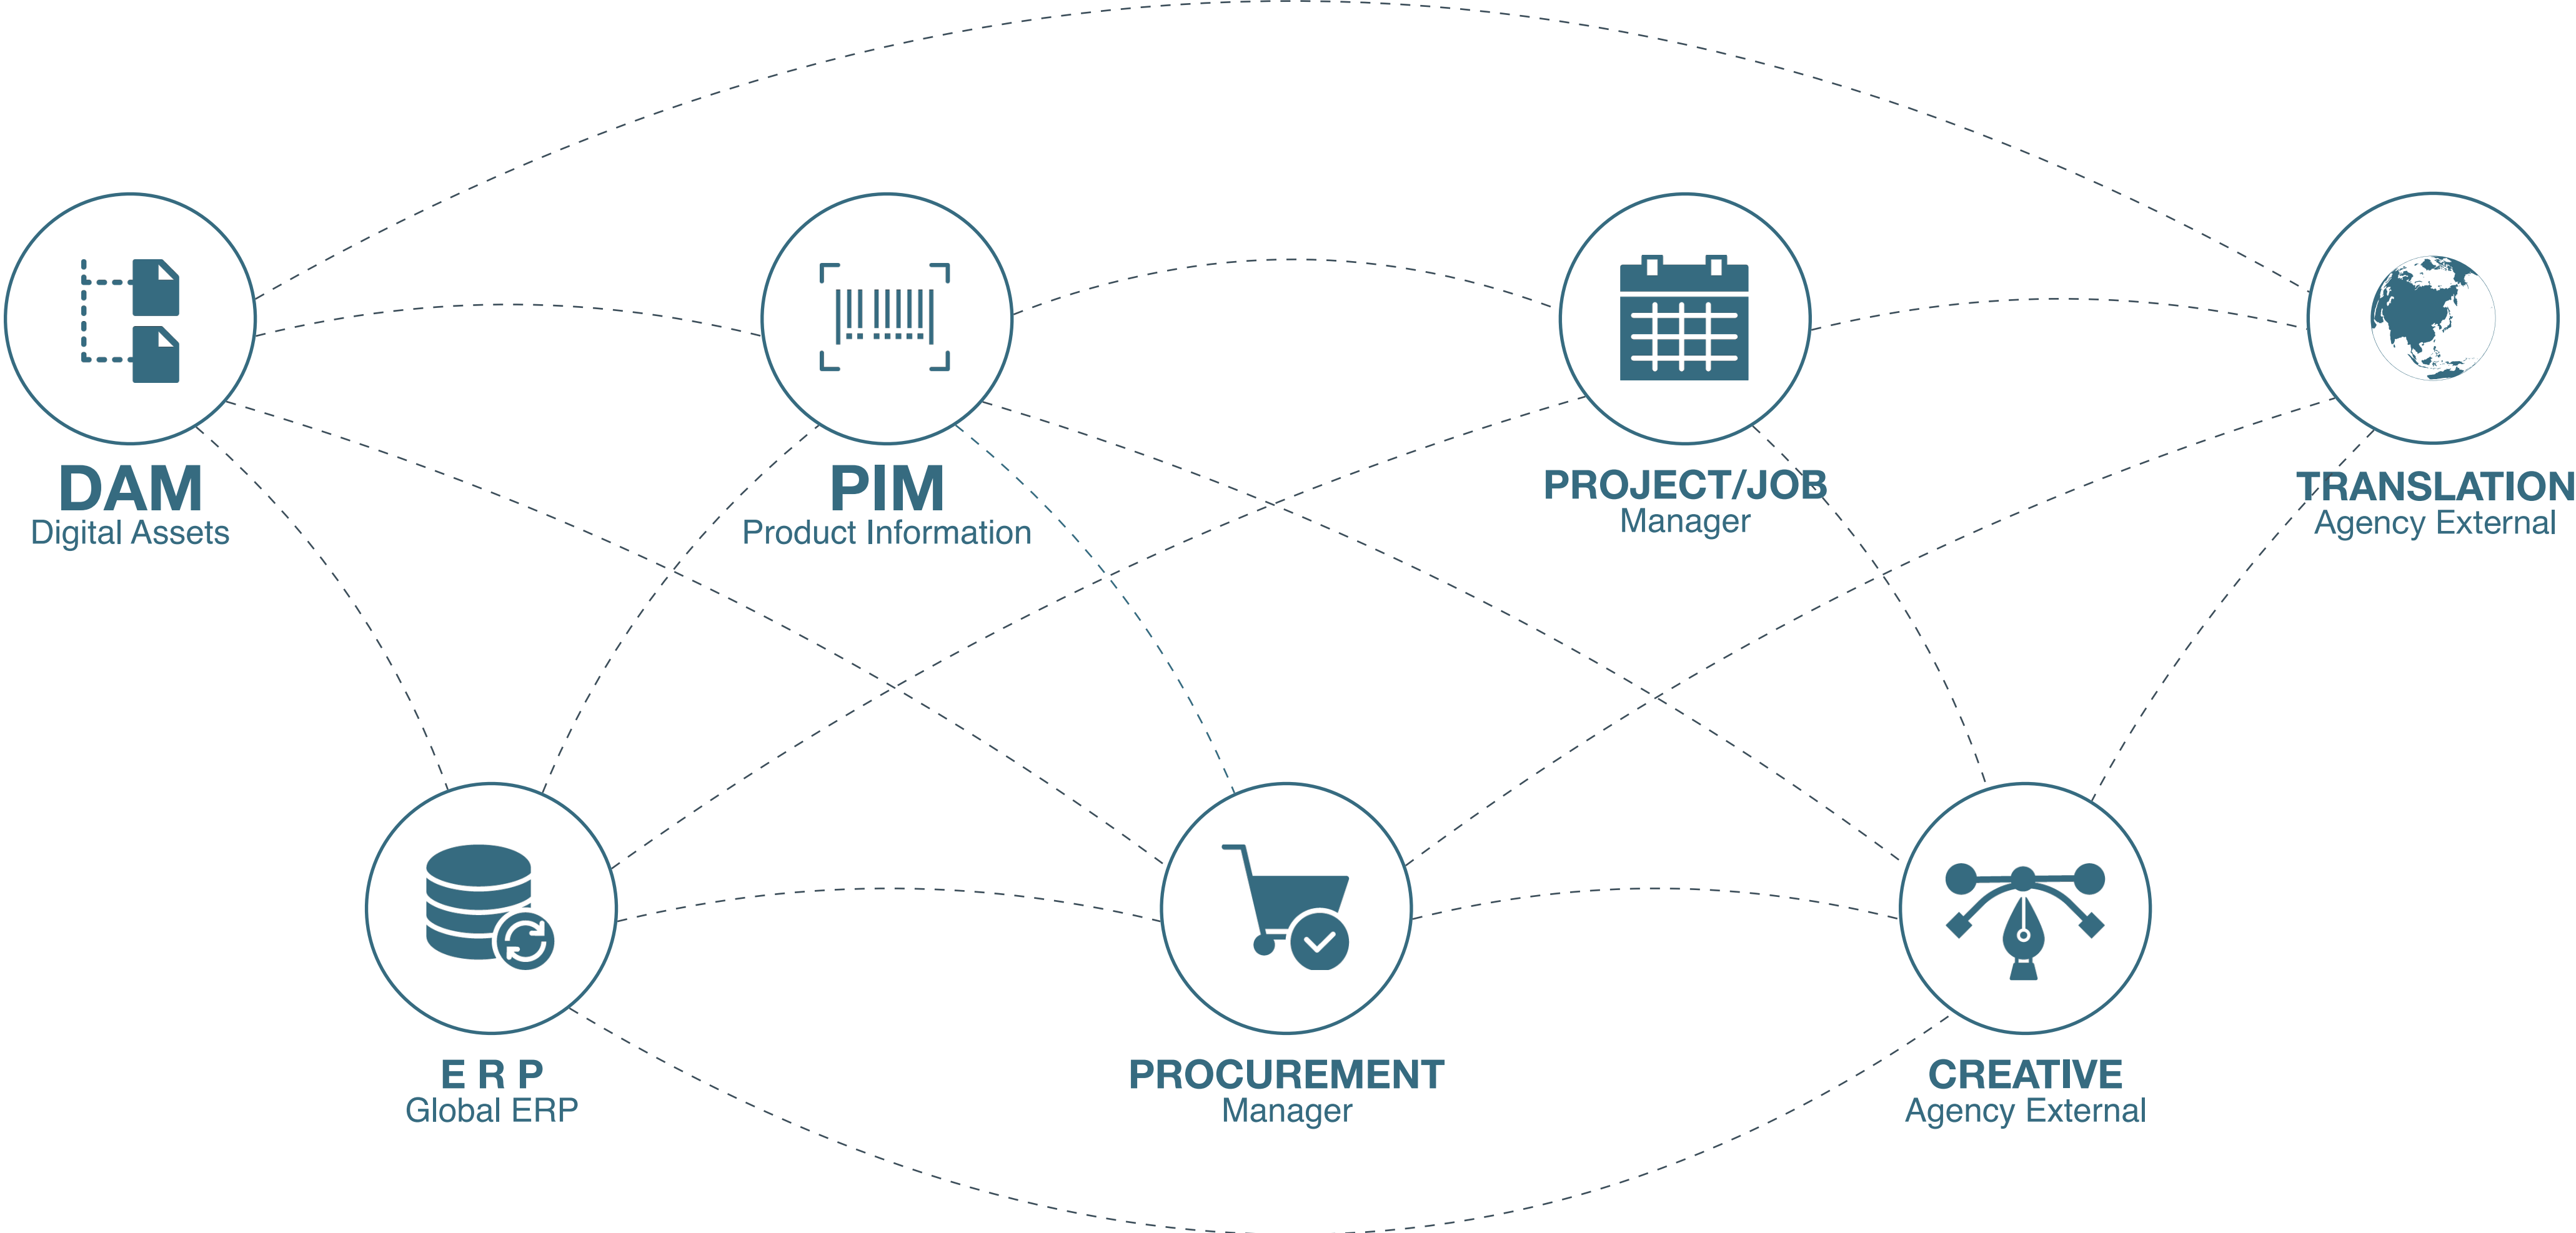 DAM
Digital Assets
PIM
Product Information
PROJECT/JOB
Manager
TRANSLATION
Agency External
E R P
Global ERP
PROCUREMENT
Manager
CREATIVE
Agency External